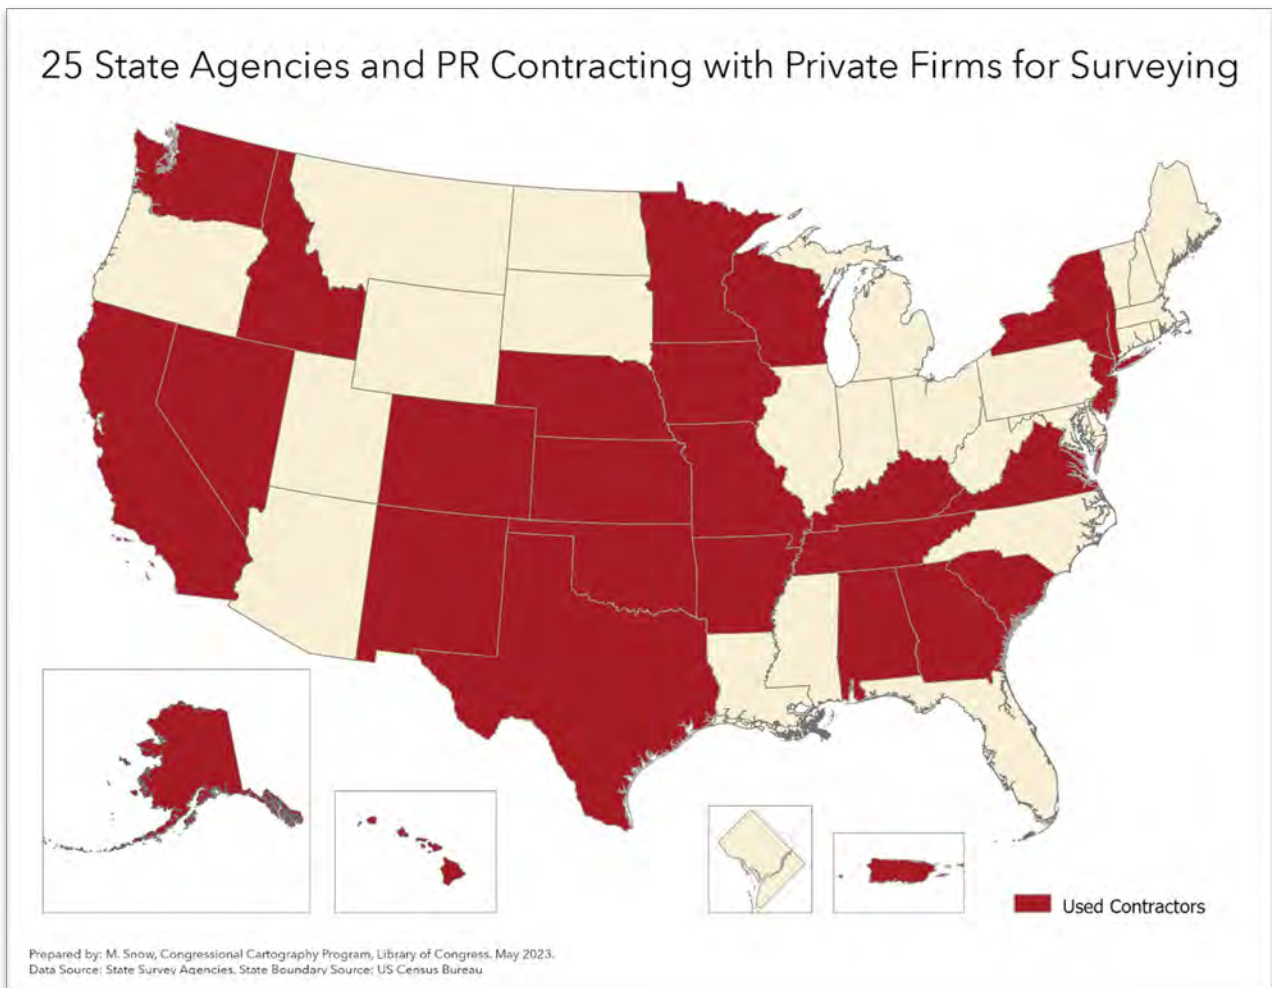 25 State Agencies and PR Contracting with Private Firms for Surveying
Used Contractors
Prepared by: M. Snow, Congressional Cartography Program, Library of Congress. May 2023.
Data Source: State Survey Agencies. State Boundary Source: US Census Bureau